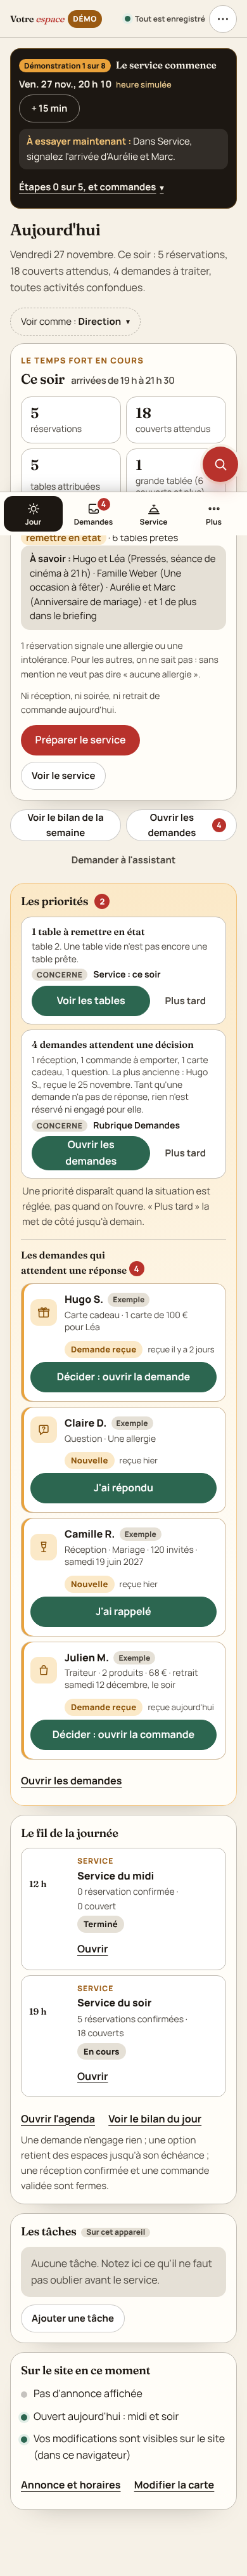 Votre espace DÉMO
Tout est enregistré
Démonstration 1 sur 8 Le service commence
Ven. 27 nov., 20 h 10 heure simulée
+ 15 min
À essayer maintenant : Dans Service,
signalez l'arrivée d'Aurélie et Marc.
Étapes 0 sur 5, et commandes ▾
Aujourd'hui
Vendredi 27 novembre. Ce soir : 5 réservations,
18 couverts attendus, 4 demandes à traiter,
toutes activités confondues.
Voir comme : Direction ▾
LE TEMPS FORT EN COURS
Ce soir arrivées de 19 h à 21 h 30
5
réservations
18
couverts attendus
5
tables attribuées
1
grande tablée (6
Jour
Demandes 4
Service
Plus
remettre en état · 6 tables prêtes
À savoir : Hugo et Léa (Pressés, séance de
cinéma à 21 h) · Famille Weber (Une
occasion à fêter) · Aurélie et Marc
(Anniversaire de mariage) · et 1 de plus
dans le briefing
1 réservation signale une allergie ou une
intolérance. Pour les autres, on ne sait pas : sans
mention ne veut pas dire « aucune allergie ».
Ni réception, ni soirée, ni retrait de
commande aujourd'hui.
Préparer le service
Voir le service
Voir le bilan de la
semaine
Ouvrir les
demandes 4
Demander à l'assistant
Les priorités 2
1 table à remettre en état
table 2. Une table vide n'est pas encore une
table prête.
CONCERNE Service : ce soir
Voir les tables
Plus tard
4 demandes attendent une décision
1 réception, 1 commande à emporter, 1 carte
cadeau, 1 question. La plus ancienne : Hugo
S., reçue le 25 novembre. Tant qu'une
demande n'a pas de réponse, rien n'est
réservé ni engagé pour elle.
CONCERNE Rubrique Demandes
Ouvrir les
demandes
Plus tard
Une priorité disparaît quand la situation est
réglée, pas quand on l'ouvre. « Plus tard » la
met de côté jusqu'à demain.
Les demandes qui
attendent une réponse 4
Hugo S. Exemple
Carte cadeau · 1 carte de 100 €
pour Léa
Demande reçue reçue il y a 2 jours
Décider : ouvrir la demande
Claire D. Exemple
Question · Une allergie
Nouvelle reçue hier
J'ai répondu
Camille R. Exemple
Réception · Mariage · 120 invités ·
samedi 19 juin 2027
Nouvelle reçue hier
J'ai rappelé
Julien M. Exemple
Traiteur · 2 produits · 68 € · retrait
samedi 12 décembre, le soir
Demande reçue reçue aujourd'hui
Décider : ouvrir la commande
Ouvrir les demandes
Le fil de la journée
SERVICE
12 h Service du midi
0 réservation confirmée ·
0 couvert
Terminé
Ouvrir
SERVICE
19 h Service du soir
5 réservations confirmées ·
18 couverts
En cours
Ouvrir
Ouvrir l'agenda Voir le bilan du jour
Une demande n'engage rien ; une option
retient des espaces jusqu'à son échéance ;
une réception confirmée et une commande
validée sont fermes.
Les tâches Sur cet appareil
Aucune tâche. Notez ici ce qu'il ne faut
pas oublier avant le service.
Ajouter une tâche
Sur le site en ce moment
Pas d'annonce affichée
Ouvert aujourd'hui : midi et soir
Vos modifications sont visibles sur le site
(dans ce navigateur)
Annonce et horaires Modifier la carte